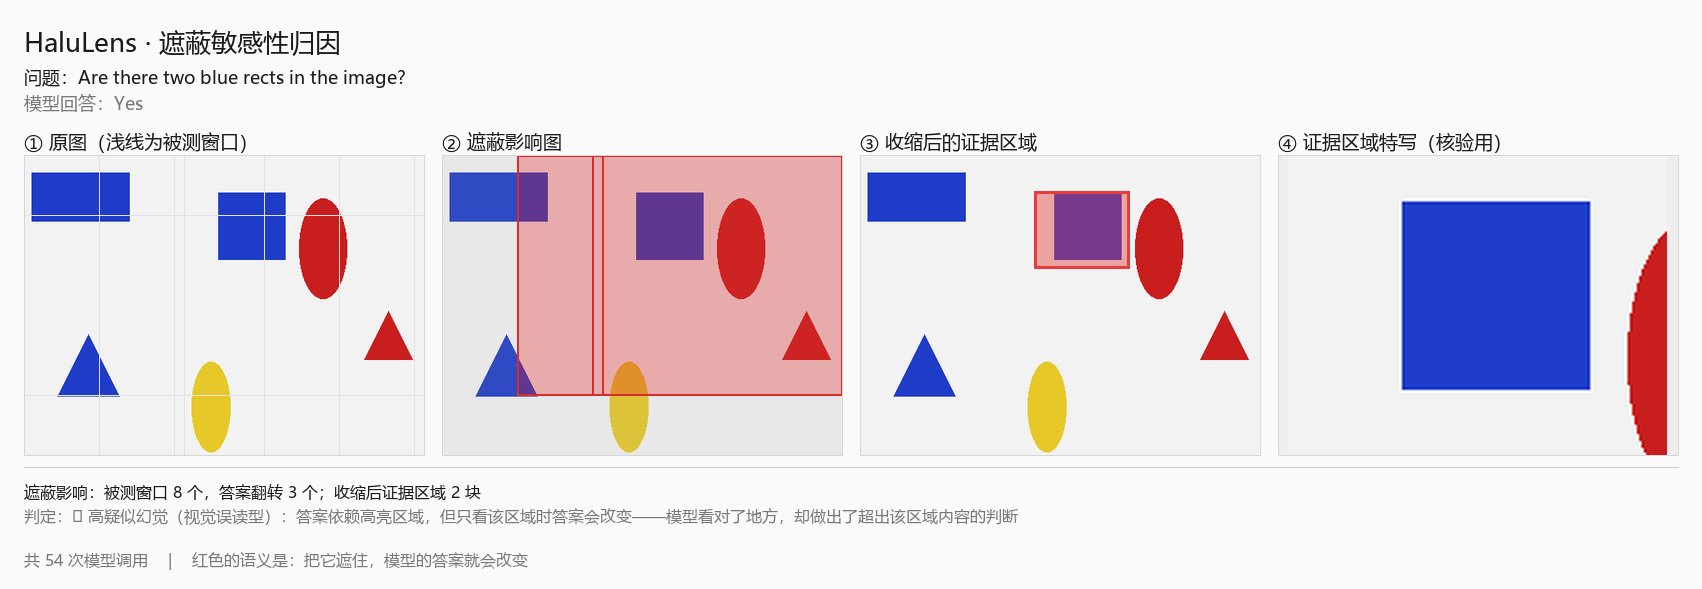 HaluLens · 遮蔽敏感性归因
问题：Are there two blue rects in the image?
模型回答：Yes
① 原图（浅线为被测窗口）
② 遮蔽影响图
③ 收缩后的证据区域
④ 证据区域特写（核验用）
遮蔽影响：被测窗口 8 个，答案翻转 3 个；收缩后证据区域 2 块
判定：▯ 高疑似幻觉（视觉误读型）：答案依赖高亮区域，但只看该区域时答案会改变——模型看对了地方，却做出了超出该区域内容的判断
共 54 次模型调用 | 红色的语义是：把它遮住，模型的答案就会改变